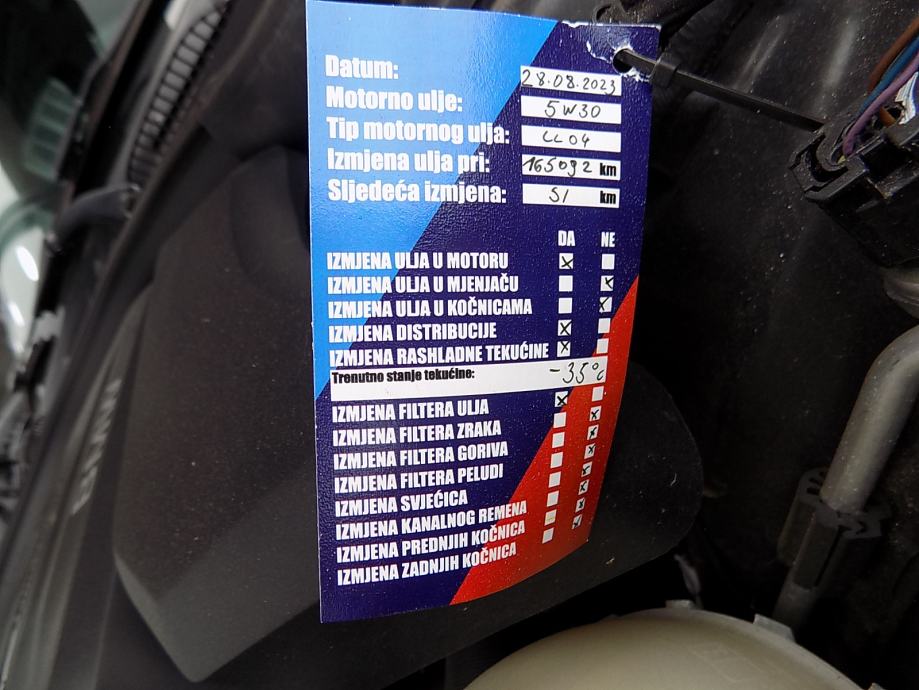 Datum: 28.08.2023
Motorno ulje: 5W30
Tip motornog ulja: LL04
Izmjena ulja pri: 165092 km
Sljedeća izmjena: SI km
DA NE
IZMJENA ULJA U MOTORU
IZMJENA ULJA U MJENJAČU
IZMJENA ULJA U KOČNICAMA
IZMJENA DISTRIBUCIJE
IZMJENA RASHLADNE TEKUĆINE
Trenutno stanje tekućine: -35°C
IZMJENA FILTERA ULJA
IZMJENA FILTERA ZRAKA
IZMJENA FILTERA GORIVA
IZMJENA FILTERA PELUDI
IZMJENA SVJEĆICA
IZMJENA KANALNOG REMENA
IZMJENA PREDNJIH KOČNICA
IZMJENA ZADNJIH KOČNICA